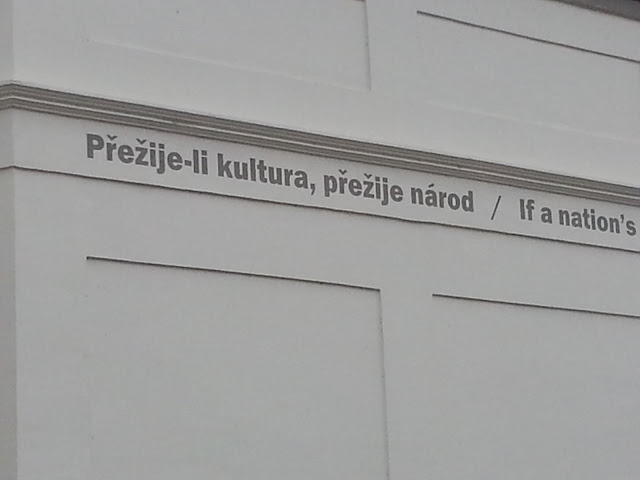 Přežije-li kultura, přežije národ / If a nation's